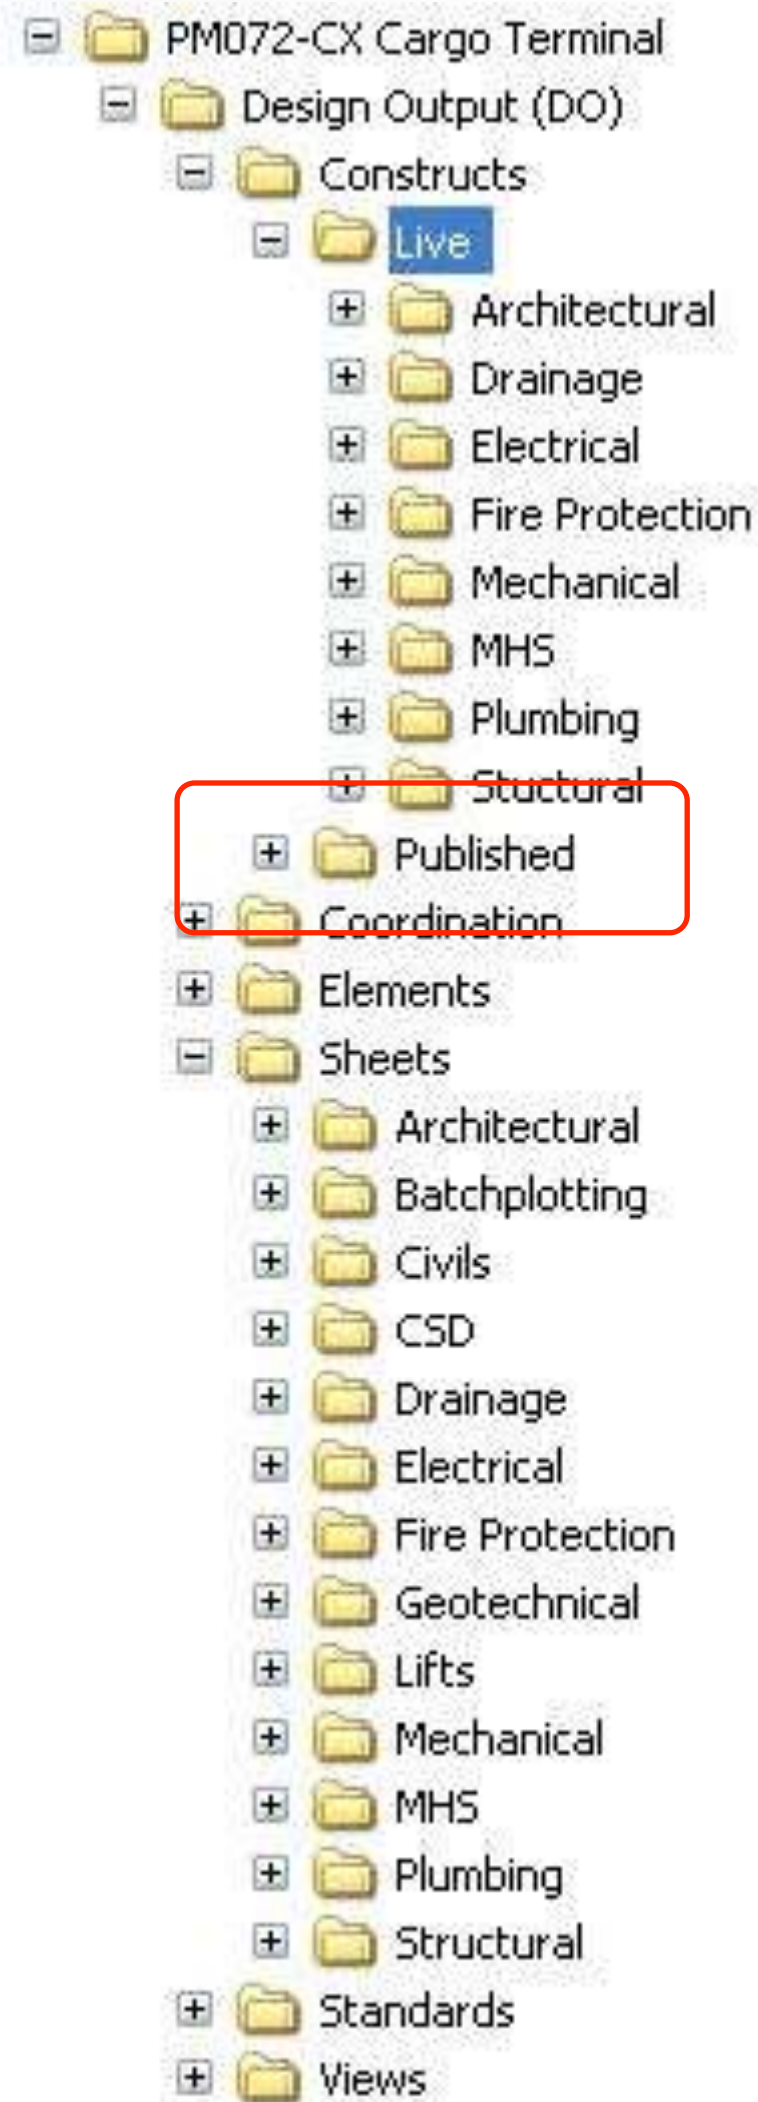 PM072-CX Cargo Terminal
Design Output (DO)
Constructs
Live
Architectural
Drainage
Electrical
Fire Protection
Mechanical
MHS
Plumbing
Stuctural
Published
Coordination
Elements
Sheets
Architectural
Batchplotting
Civils
CSD
Drainage
Electrical
Fire Protection
Geotechnical
Lifts
Mechanical
MHS
Plumbing
Structural
Standards
Views